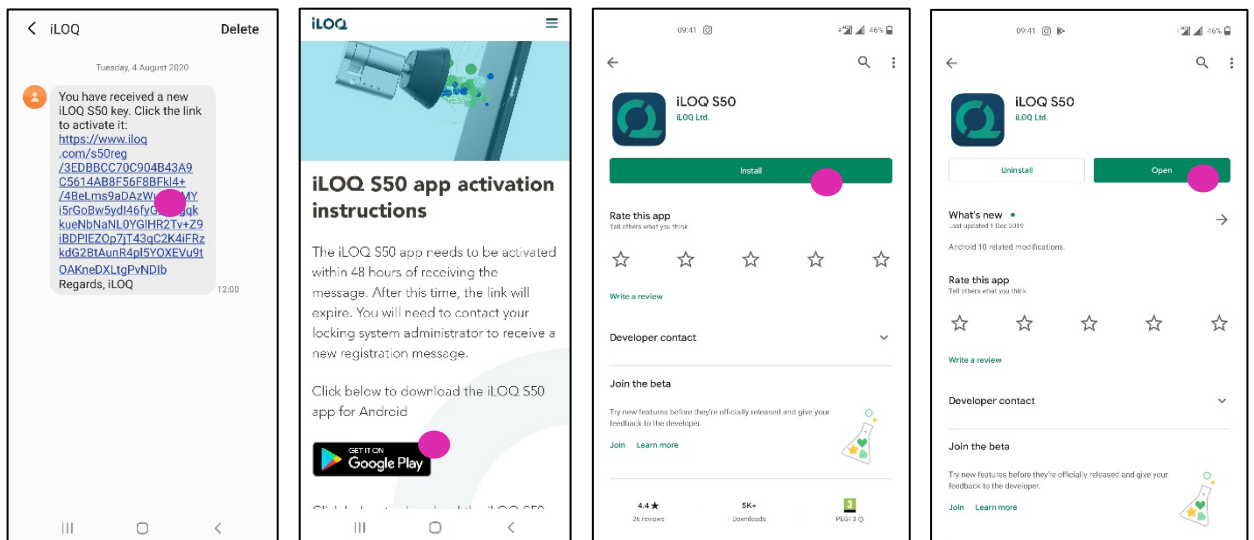 iLOQ
Delete
Tuesday, 4 August 2020
You have received a new
iLOQ S50 key. Click the link
to activate it:
https://www.iloq
.com/s50reg
/3EDBBCC70C904B43A9
C5614AB8F56F8BFkI4+
i5rGoBw5ydI46fyG
kueNbNaNL0YGlHR2Tv+Z9
iBDPIEZOp7jT43qC2K4iFRz
kdG2BtAunR4pl5YOXEVu9t
OAKneDXLtgPvNDIb
Regards, iLOQ
12:00
iLOQ
iLOQ S50 app activation
instructions
The iLOQ S50 app needs to be activated
within 48 hours of receiving the
message. After this time, the link will
expire. You will need to contact your
locking system administrator to receive a
new registration message.
Click below to download the iLOQ S50
app for Android
GET IT ON
Google Play
09:41
46%
iLOQ S50
iLOQ Ltd.
Install
Rate this app
Tell others what you think
Write a review
Developer contact
Join the beta
Try new features before they're officially released and give your
feedback to the developer.
Join Learn more
4.4★ 5K+ 3
26 reviews Downloads PEGI 3
09:41
46%
iLOQ S50
iLOQ Ltd.
Uninstall Open
What's new
Last updated 1 Dec 2019
Android 10 related modifications.
Rate this app
Tell others what you think
Write a review
Developer contact
Join the beta
Try new features before they're officially released and give your
feedback to the developer.
Join Learn more